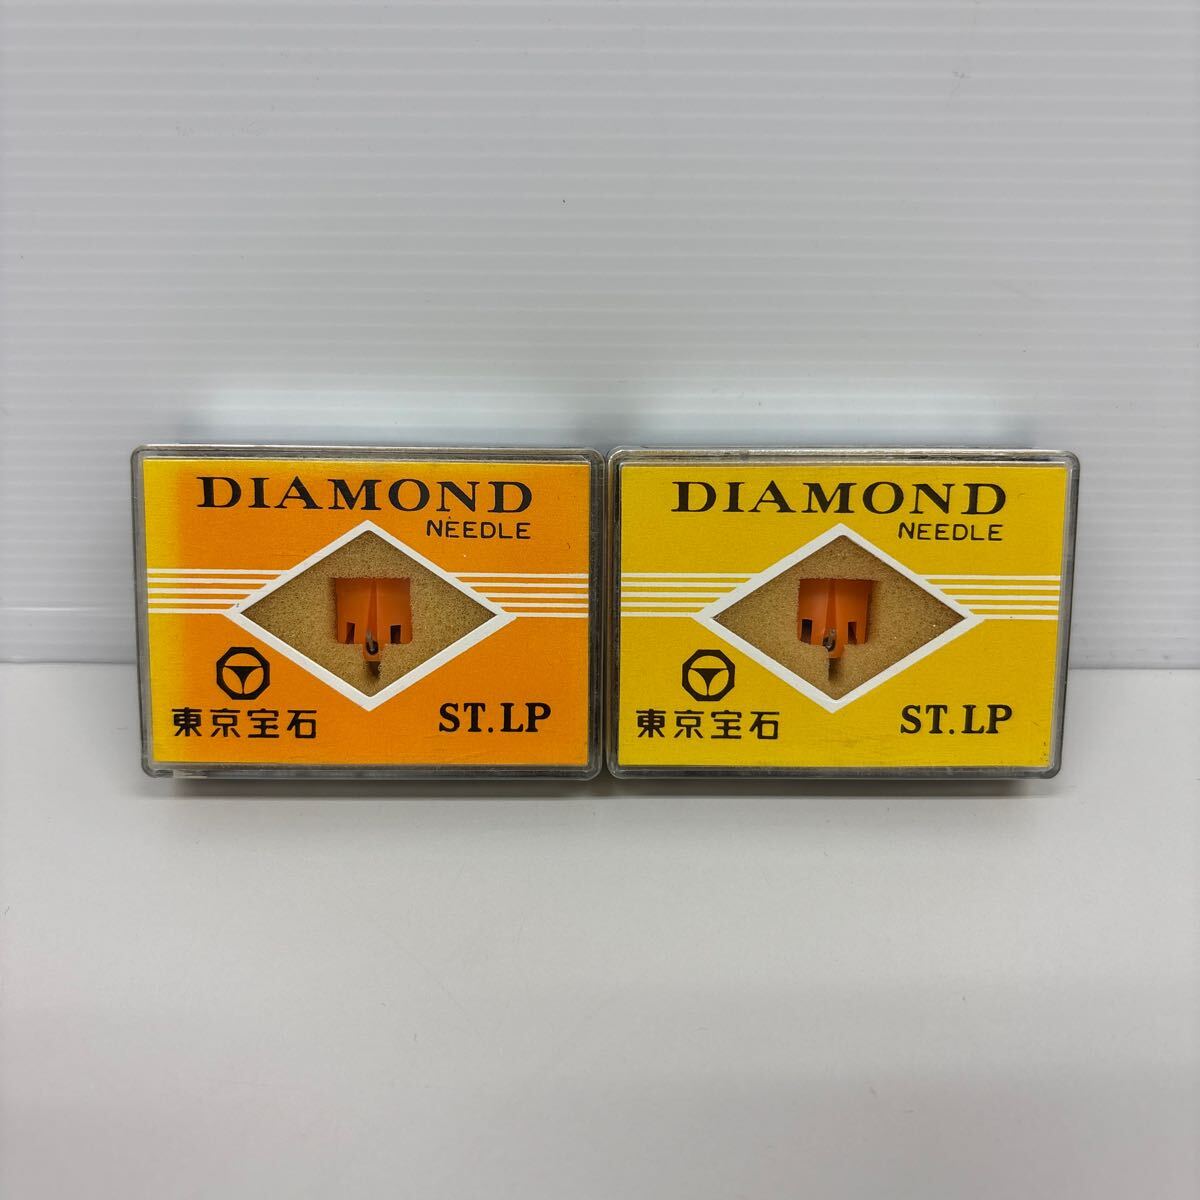 DIAMOND
NEEDLE
東京宝石
ST.LP
DIAMOND
NEEDLE
東京宝石
ST.LP